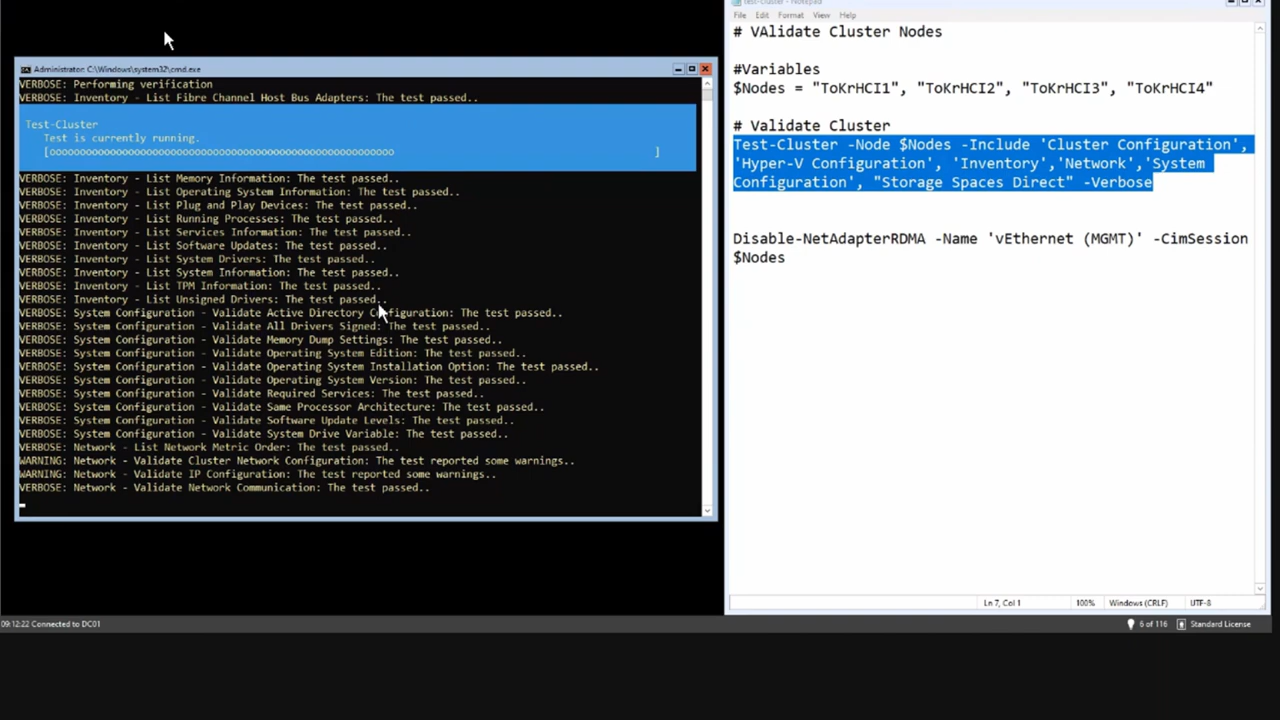 Test-Cluster - Notepad
File Edit Format View Help
# VAlidate Cluster Nodes
#Variables
$Nodes = "ToKrHCI1", "ToKrHCI2", "ToKrHCI3", "ToKrHCI4"
# Validate Cluster
Test-Cluster -Node $Nodes -Include 'Cluster Configuration',
'Hyper-V Configuration', 'Inventory','Network','System
Configuration', "Storage Spaces Direct" -Verbose
Disable-NetAdapterRDMA -Name 'vEthernet (MGMT)' -CimSession
$Nodes
Ln 7, Col 1 100% Windows (CRLF) UTF-8
Administrator: C:\Windows\system32\cmd.exe
VERBOSE: Performing verification
VERBOSE: Inventory - List Fibre Channel Host Bus Adapters: The test passed..
Test-Cluster
Test is currently running.
[oooooooooooooooooooooooooooooooooooooooooooooooooooooooooo ]
VERBOSE: Inventory - List Memory Information: The test passed..
VERBOSE: Inventory - List Operating System Information: The test passed..
VERBOSE: Inventory - List Plug and Play Devices: The test passed..
VERBOSE: Inventory - List Running Processes: The test passed..
VERBOSE: Inventory - List Services Information: The test passed..
VERBOSE: Inventory - List Software Updates: The test passed..
VERBOSE: Inventory - List System Drivers: The test passed..
VERBOSE: Inventory - List System Information: The test passed..
VERBOSE: Inventory - List TPM Information: The test passed..
VERBOSE: Inventory - List Unsigned Drivers: The test passed..
VERBOSE: System Configuration - Validate Active Directory Configuration: The test passed..
VERBOSE: System Configuration - Validate All Drivers Signed: The test passed..
VERBOSE: System Configuration - Validate Memory Dump Settings: The test passed..
VERBOSE: System Configuration - Validate Operating System Edition: The test passed..
VERBOSE: System Configuration - Validate Operating System Installation Option: The test passed..
VERBOSE: System Configuration - Validate Operating System Version: The test passed..
VERBOSE: System Configuration - Validate Required Services: The test passed..
VERBOSE: System Configuration - Validate Same Processor Architecture: The test passed..
VERBOSE: System Configuration - Validate Software Update Levels: The test passed..
VERBOSE: System Configuration - Validate System Drive Variable: The test passed..
VERBOSE: Network - List Network Metric Order: The test passed..
WARNING: Network - Validate Cluster Network Configuration: The test reported some warnings..
WARNING: Network - Validate IP Configuration: The test reported some warnings..
VERBOSE: Network - Validate Network Communication: The test passed..
09:12:22 Connected to DC01
6 of 116 Standard License